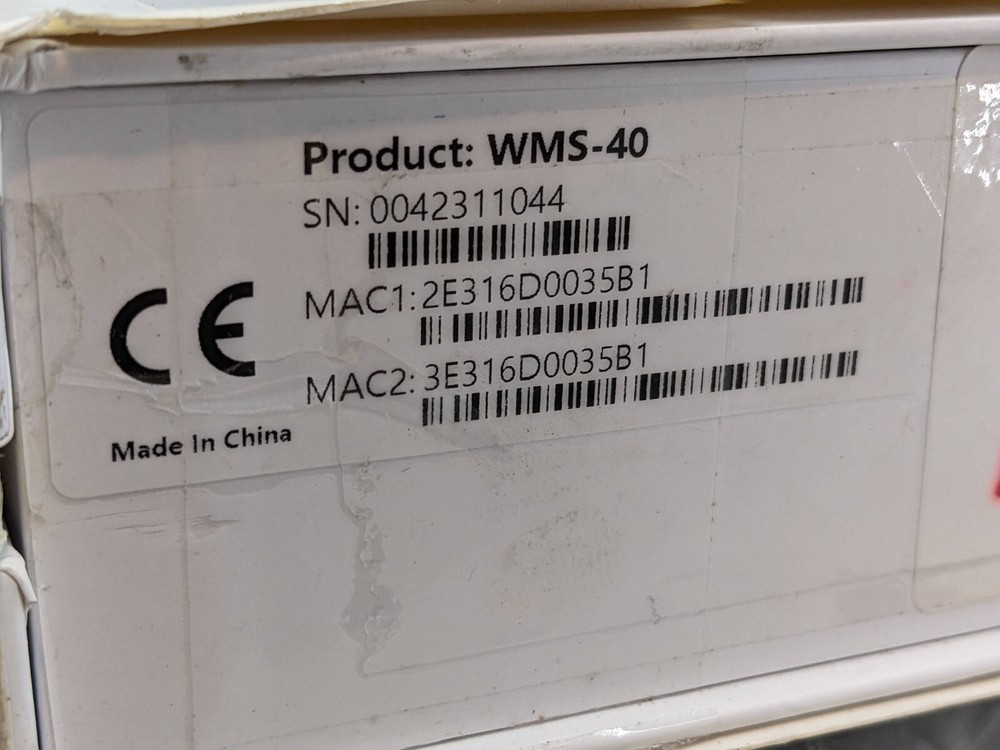 Product: WMS-40
SN: 0042311044
MAC1: 2E316D0035B1
MAC2: 3E316D0035B1
CE
Made In China